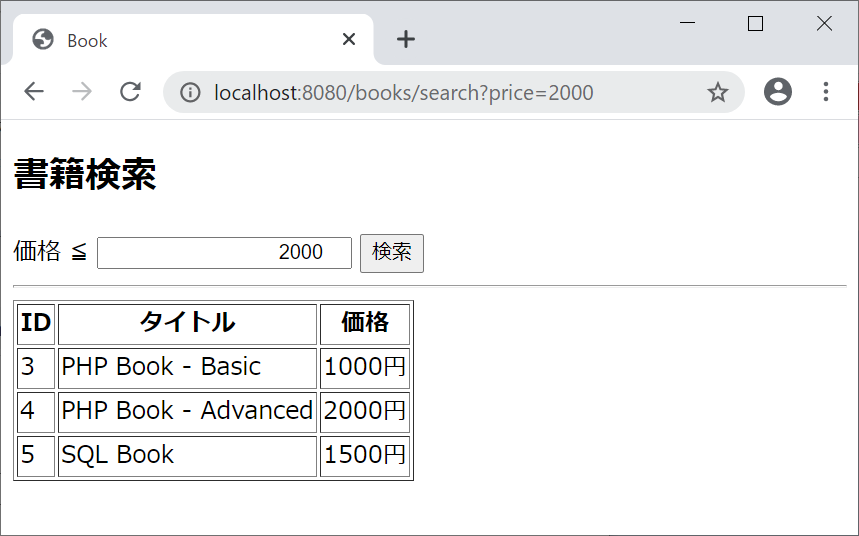 Book
localhost:8080/books/search?price=2000
書籍検索
価格 ≦ 2000 検索
ID タイトル 価格
3 PHP Book - Basic 1000円
4 PHP Book - Advanced 2000円
5 SQL Book 1500円